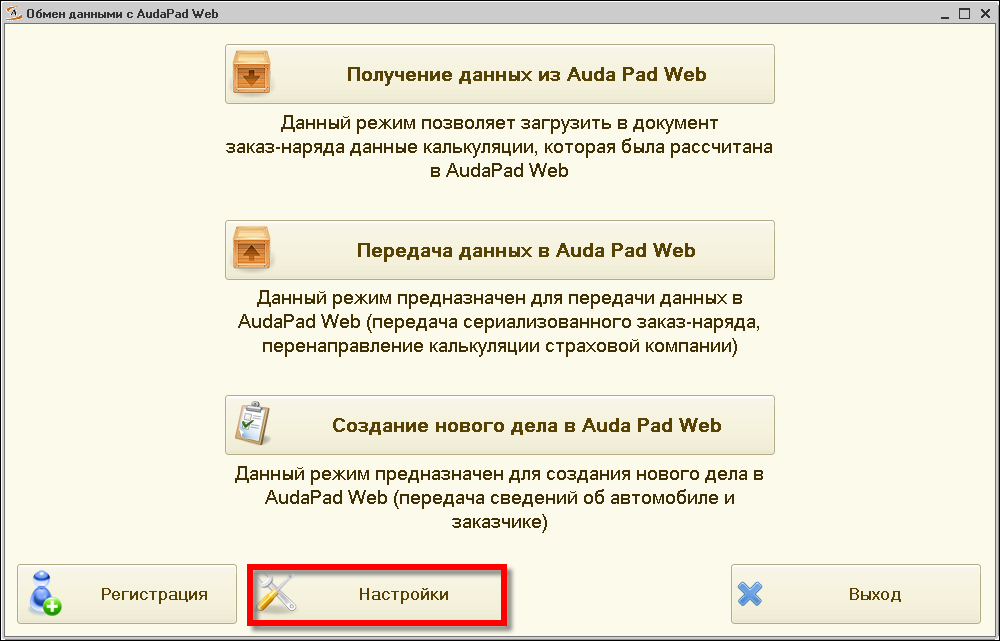 Обмен данными с AudaPad Web
Получение данных из Auda Pad Web
Данный режим позволяет загрузить в документ
заказ-наряда данные калькуляции, которая была рассчитана
в AudaPad Web
Передача данных в Auda Pad Web
Данный режим предназначен для передачи данных в
AudaPad Web (передача сериализованного заказ-наряда,
перенаправление калькуляции страховой компании)
Создание нового дела в Auda Pad Web
Данный режим предназначен для создания нового дела в
AudaPad Web (передача сведений об автомобиле и
заказчике)
Регистрация
Настройки
Выход